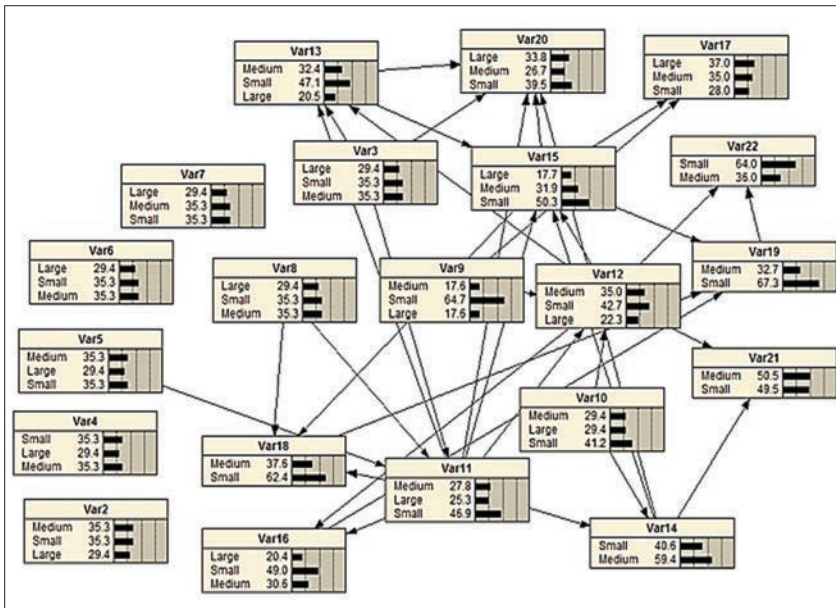 Var13
Medium 32.4
Small 47.1
Large 20.5
Var20
Large 33.8
Medium 26.7
Small 39.5
Var17
Large 37.0
Medium 35.0
Small 28.0
Var3
Large 29.4
Small 35.3
Medium 35.3
Var15
Large 17.7
Medium 31.9
Small 50.3
Var22
Small 64.0
Medium 36.0
Var7
Large 29.4
Medium 35.3
Small 35.3
Var6
Large 29.4
Small 35.3
Medium 35.3
Var8
Large 29.4
Small 35.3
Medium 35.3
Var9
Medium 17.6
Small 64.7
Large 17.6
Var12
Medium 35.0
Small 42.7
Large 22.3
Var19
Medium 32.7
Small 67.3
Var5
Medium 35.3
Large 29.4
Small 35.3
Var21
Medium 50.5
Small 49.5
Var4
Small 35.3
Large 29.4
Medium 35.3
Var18
Medium 37.6
Small 62.4
Var11
Medium 27.8
Large 25.3
Small 46.9
Var10
Medium 29.4
Large 29.4
Small 41.2
Var2
Medium 35.3
Small 35.3
Large 29.4
Var16
Large 20.4
Small 49.0
Medium 30.6
Var14
Small 40.6
Medium 59.4